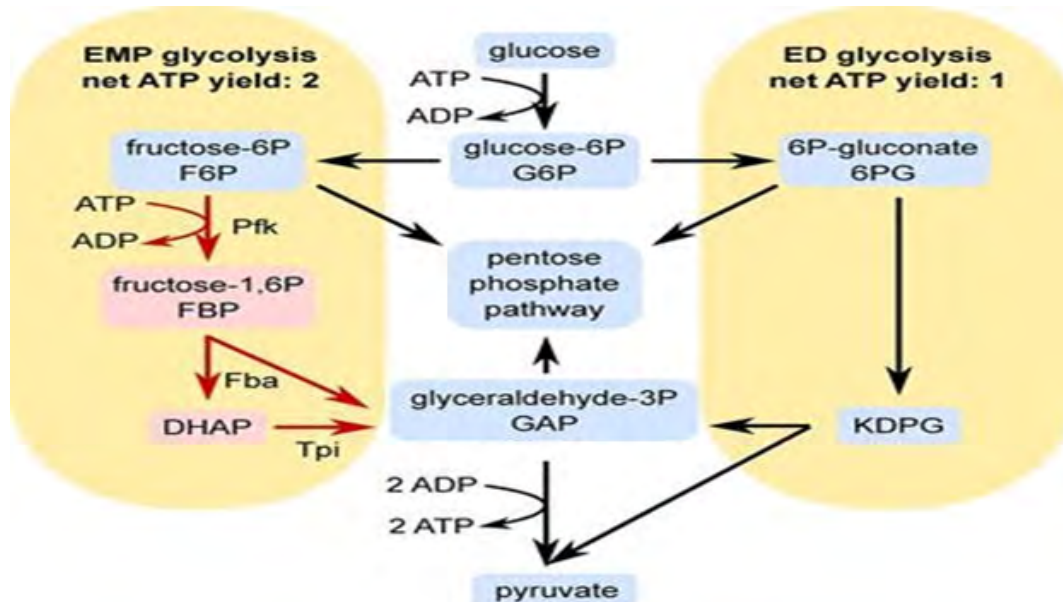 EMP glycolysis
net ATP yield: 2
glucose
ED glycolysis
net ATP yield: 1
ATP
ADP
fructose-6P
F6P
glucose-6P
G6P
6P-gluconate
6PG
ATP
ADP
Pfk
pentose
phosphate
pathway
fructose-1,6P
FBP
Fba
glyceraldehyde-3P
GAP
DHAP
Tpi
KDPG
2 ADP
2 ATP
pyruvate